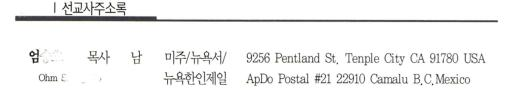 | 선교사주소록
엄 목사 남 미주/뉴욕서/ 9256 Pentland St, Tenple City CA 91780 USA
Ohm 뉴욕한인제일 ApDo Postal #21 22910 Camalu B.C.Mexico